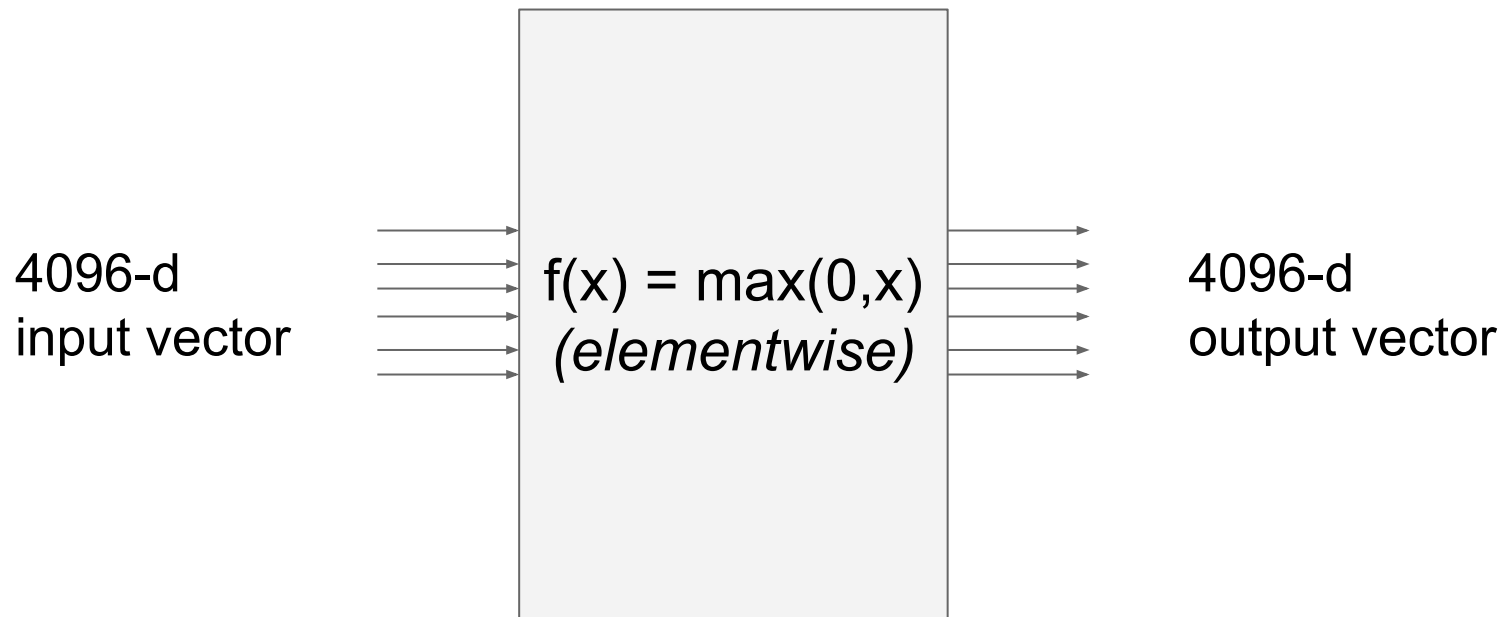 4096-d
input vector
f(x) = max(0,x)
(elementwise)
4096-d
output vector